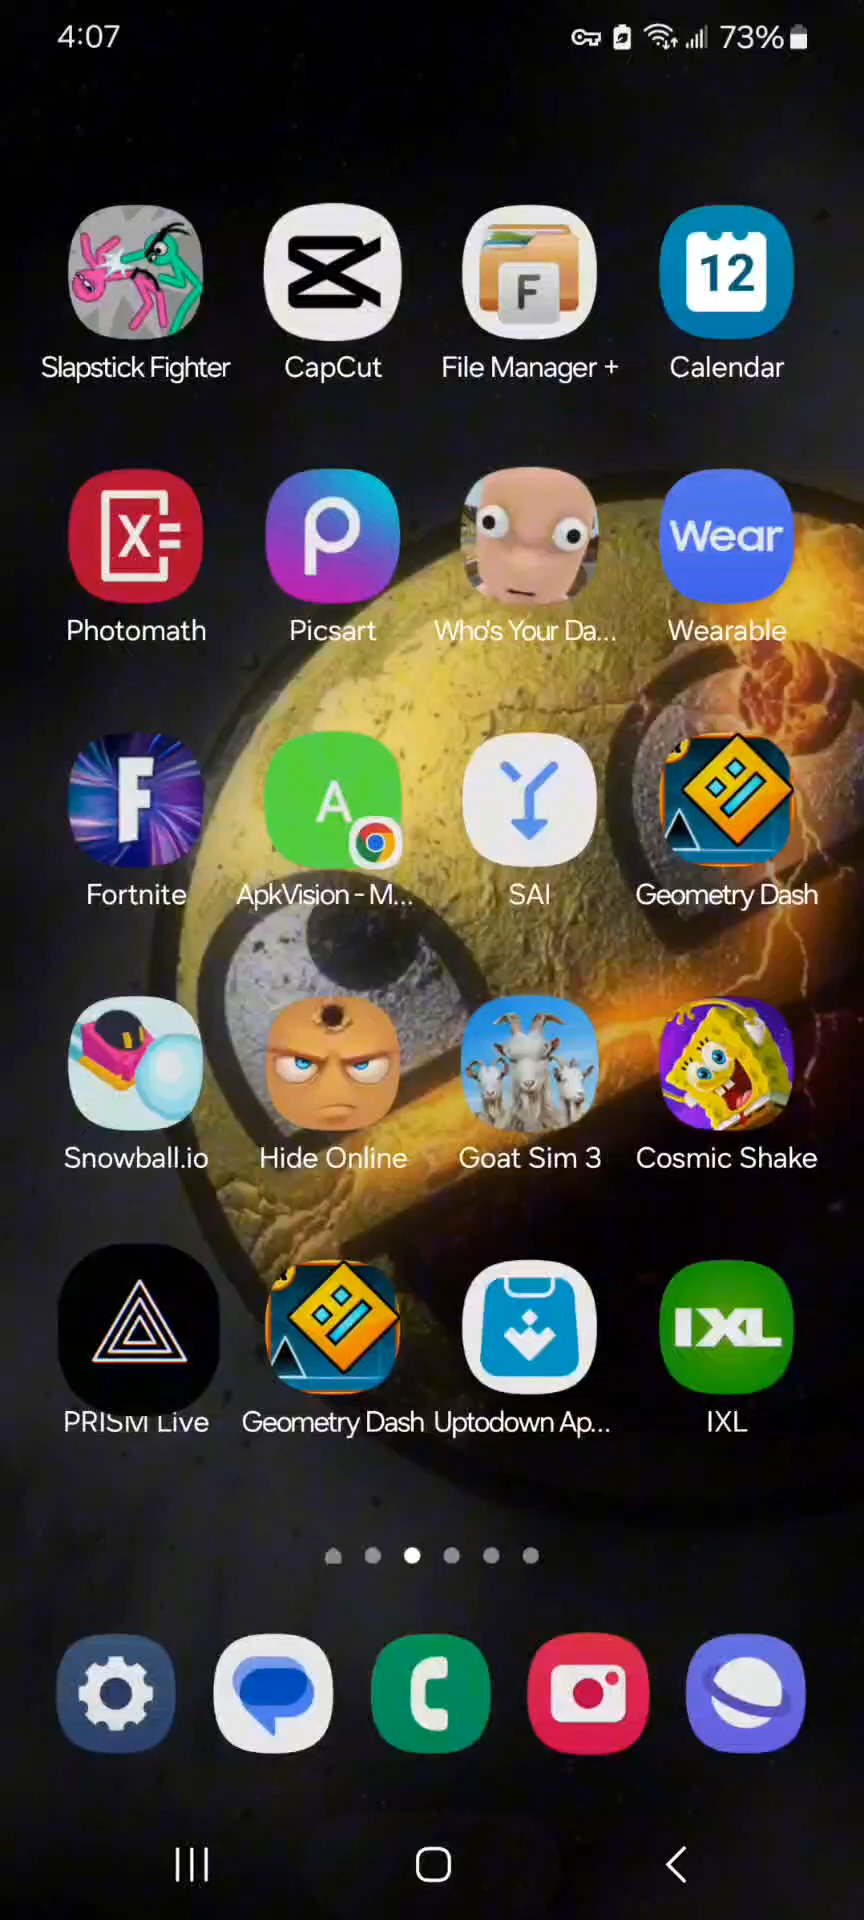 4:07 73%
12
F
Slapstick Fighter CapCut File Manager + Calendar
X
Wear
Photomath Picsart Who's Your Da... Wearable
F A
Fortnite ApkVision - M... SAI Geometry Dash
Snowball.io Hide Online Goat Sim 3 Cosmic Shake
IXL
PRISM Live Geometry Dash Uptodown Ap... IXL